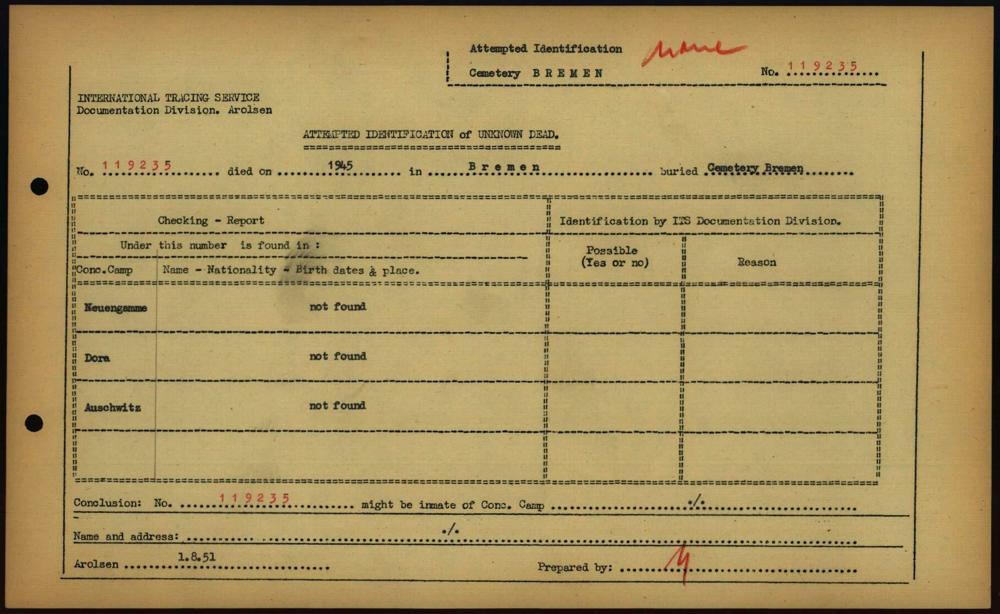 Attempted Identification
Cemetery B R E M E N No. 119235
INTERNATIONAL TRACING SERVICE
Documentation Division. Arolsen
ATTEMPTED IDENTIFICATION of UNKNOWN DEAD.
No. 119235 died on 1945 in B r e m e n buried Cemetery Bremen
Checking - Report Identification by ITS Documentation Division.
Under this number is found in :
Possible
(Yes or no) Reason
Conc.Camp Name - Nationality - Birth dates & place.
Neuengamme not found
Dora not found
Auschwitz not found
Conclusion: No. 119235 might be inmate of Conc. Camp ./.
Name and address: ./.
Arolsen 1.8.51 Prepared by: